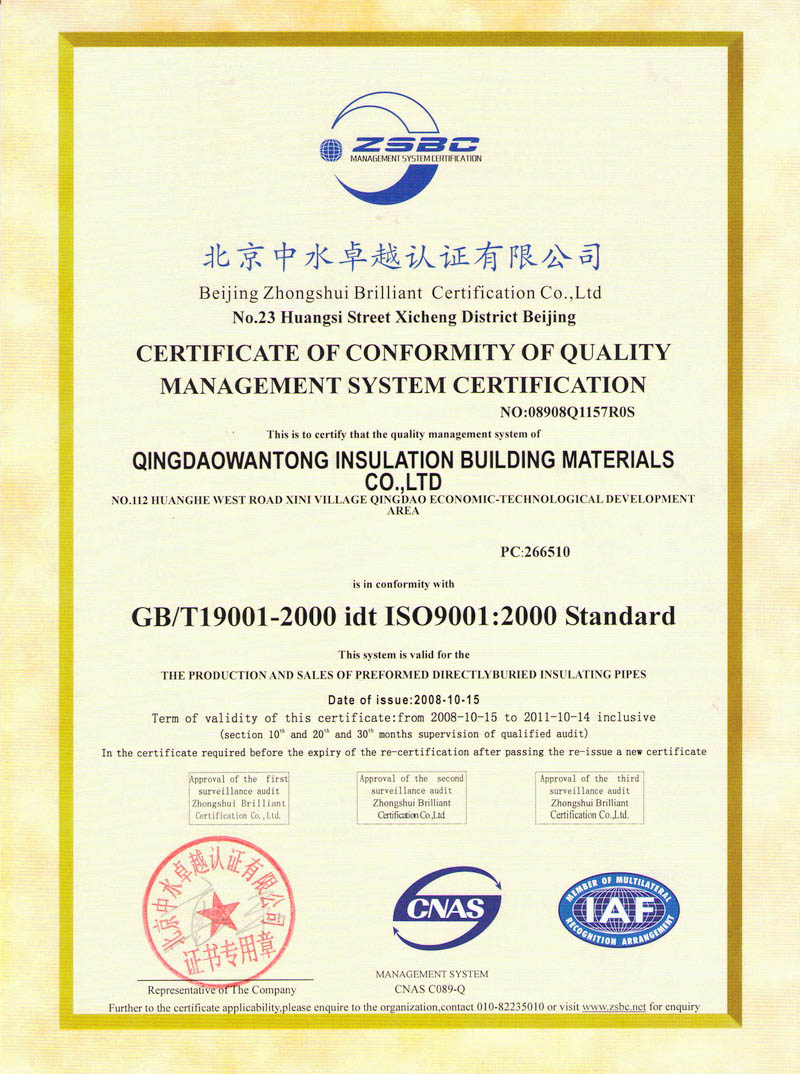 ZSBC
MANAGEMENT SYSTEM CERTIFICATION
北京中水卓越认证有限公司
Beijing Zhongshui Brilliant Certification Co.,Ltd
No.23 Huangsi Street Xicheng District Beijing
CERTIFICATE OF CONFORMITY OF QUALITY
MANAGEMENT SYSTEM CERTIFICATION
NO:08908Q1157R0S
This is to certify that the quality management system of
QINGDAOWANTONG INSULATION BUILDING MATERIALS
CO.,LTD
NO.112 HUANGHE WEST ROAD XINI VILLAGE QINGDAO ECONOMIC-TECHNOLOGICAL DEVELOPMENT
AREA
PC:266510
is in conformity with
GB/T19001-2000 idt ISO9001:2000 Standard
This system is valid for the
THE PRODUCTION AND SALES OF PREFORMED DIRECTLYBURIED INSULATING PIPES
Date of issue:2008-10-15
Term of validity of this certificate:from 2008-10-15 to 2011-10-14 inclusive
(section 10th and 20th and 30th months supervision of qualified audit)
In the certificate required before the expiry of the re-certification after passing the re-issue a new certificate
Approval of the first
surveillance audit
Zhongshui Brilliant
Certification Co.,Ltd.
Approval of the second
surveillance audit
Zhongshui Brilliant
Certification Co.,Ltd.
Approval of the third
surveillance audit
Zhongshui Brilliant
Certification Co.,Ltd.
北京中水卓越认证有限公司
证书专用章
CNAS
MEMBER OF MULTILATERAL
IAF
RECOGNITION ARRANGEMENT
MANAGEMENT SYSTEM
CNAS C089-Q
Representative of The Company
Further to the certificate applicability,please enquire to the organization,contact 010-82235010 or visit www.zsbc.net for enquiry